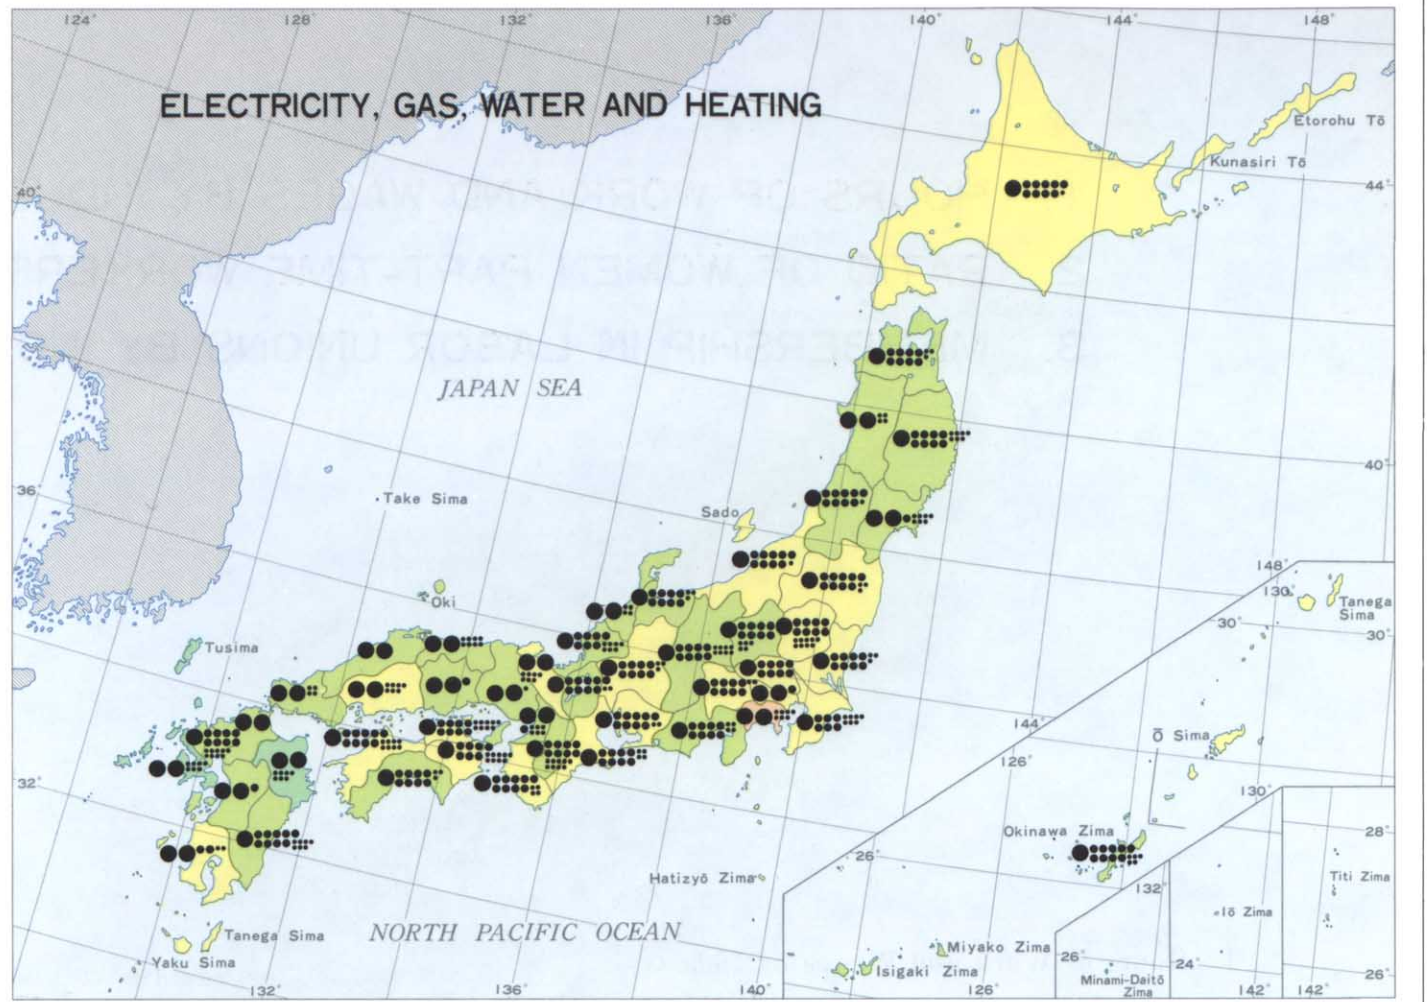 124°
128°
132°
136°
140°
144°
148°
ELECTRICITY, GAS, WATER AND HEATING
Etorohu Tō
Kunasiri Tō
40°
44°
JAPAN SEA
40°
36°
Take Sima
Sado
148°
130°
Oki
Tanega
Sima
30°
30°
Tusima
144°
126°
Ō Sima
32°
130°
Okinawa Zima
28°
26°
132°
Hatizyō Zima
Titi Zima
Iō Zima
Tanega Sima
NORTH PACIFIC OCEAN
Yaku Sima
Miyako Zima
26°
24°
Isigaki Zima
Minami-Daitō
Zima
26°
132°
136°
140°
126°
142°
142°